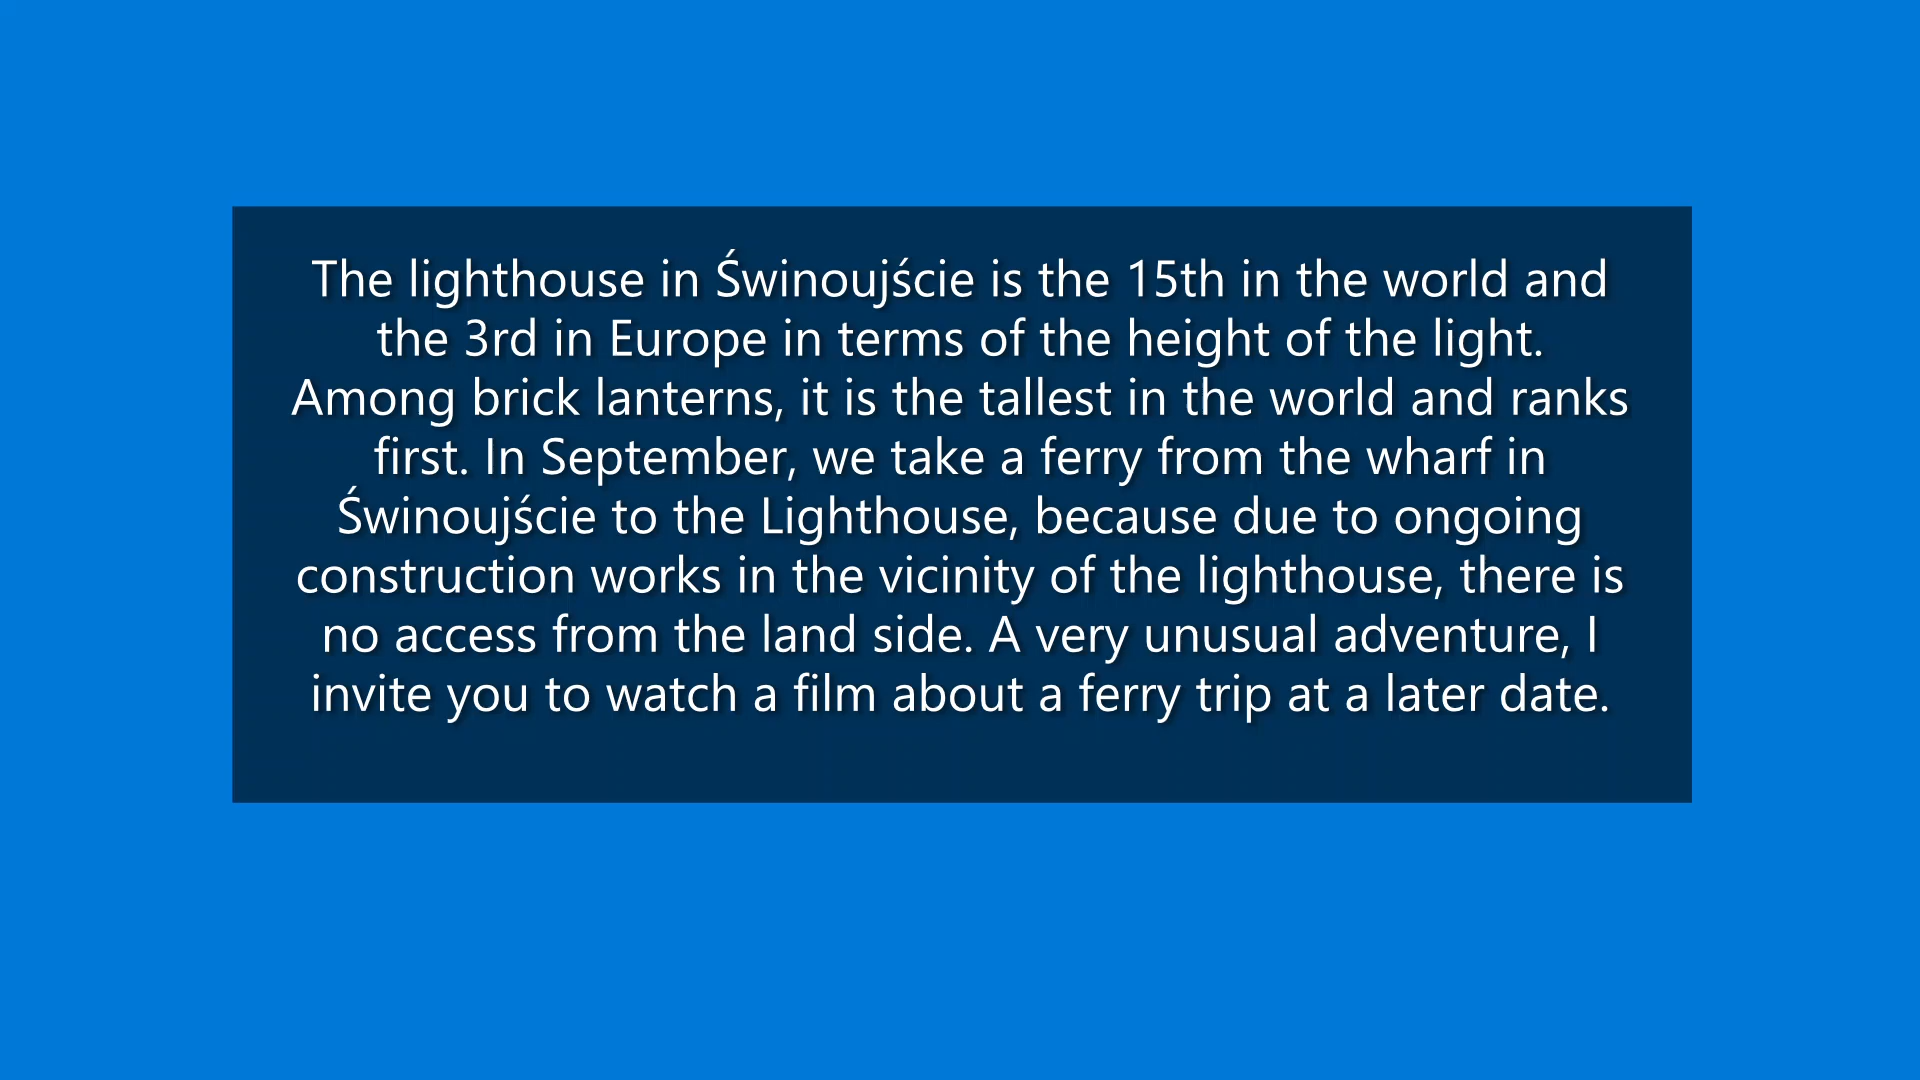 The lighthouse in Świnoujście is the 15th in the world and
the 3rd in Europe in terms of the height of the light.
Among brick lanterns, it is the tallest in the world and ranks
first. In September, we take a ferry from the wharf in
Świnoujście to the Lighthouse, because due to ongoing
construction works in the vicinity of the lighthouse, there is
no access from the land side. A very unusual adventure, I
invite you to watch a film about a ferry trip at a later date.